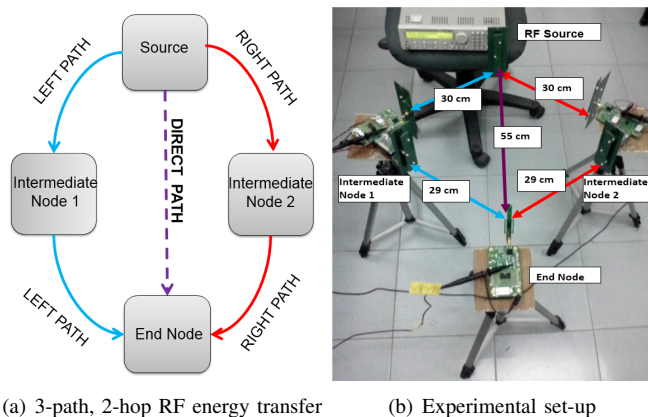 Source
LEFT PATH
RIGHT PATH
DIRECT PATH
Intermediate
Node 1
Intermediate
Node 2
LEFT PATH
RIGHT PATH
End Node
(a) 3-path, 2-hop RF energy transfer
RF Source
30 cm
30 cm
55 cm
Intermediate
Node 1
Intermediate
Node 2
29 cm
29 cm
End Node
(b) Experimental set-up